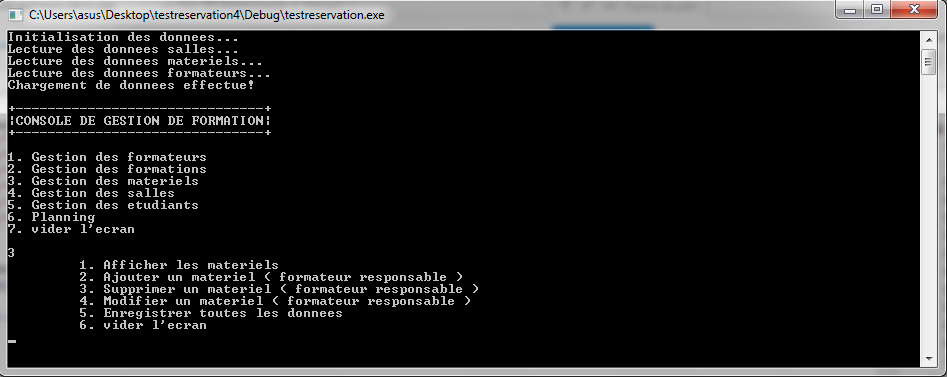 C:\Users\asus\Desktop\testreservation4\Debug\testreservation.exe
Initialisation des donnees...
Lecture des donnees salles...
Lecture des donnees materiels...
Lecture des donnees formateurs...
Chargement de donnees effectue!
+-------------------------------+
¦CONSOLE DE GESTION DE FORMATION¦
+-------------------------------+
1. Gestion des formateurs
2. Gestion des formations
3. Gestion des materiels
4. Gestion des salles
5. Gestion des etudiants
6. Planning
7. vider l'ecran
3
1. Afficher les materiels
2. Ajouter un materiel ( formateur responsable )
3. Supprimer un materiel ( formateur responsable )
4. Modifier un materiel ( formateur responsable )
5. Enregistrer toutes les donnees
6. vider l'ecran